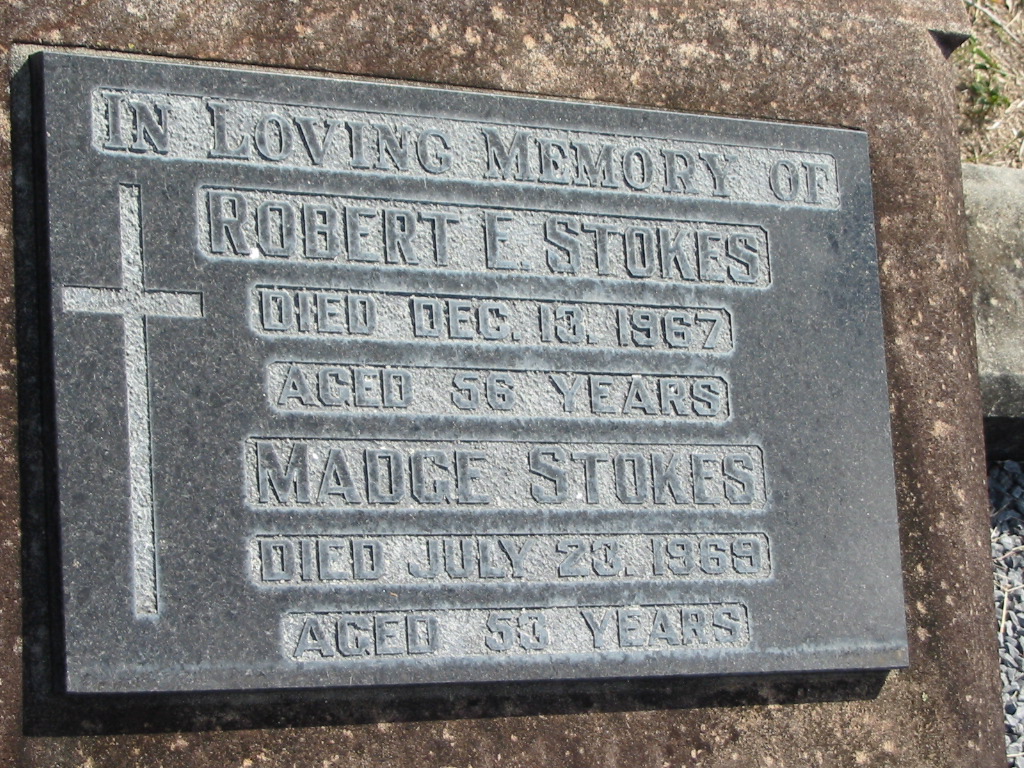 IN LOVING MEMORY OF
ROBERT E. STOKES
DIED DEC. 13. 1967
AGED 56 YEARS
MADGE STOKES
DIED JULY 23. 1969
AGED 53 YEARS